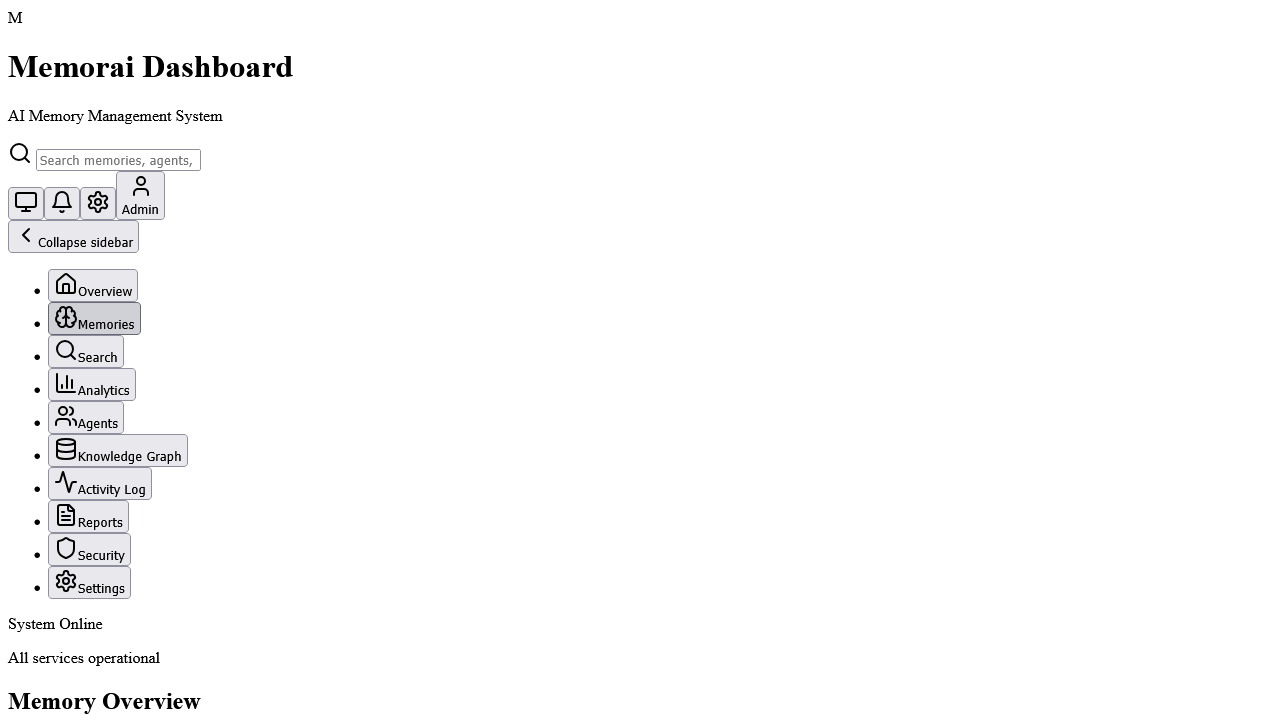 M
Memorai Dashboard
AI Memory Management System
Search memories, agents,
Admin
Collapse sidebar
Overview
Memories
Search
Analytics
Agents
Knowledge Graph
Activity Log
Reports
Security
Settings
System Online
All services operational
Memory Overview